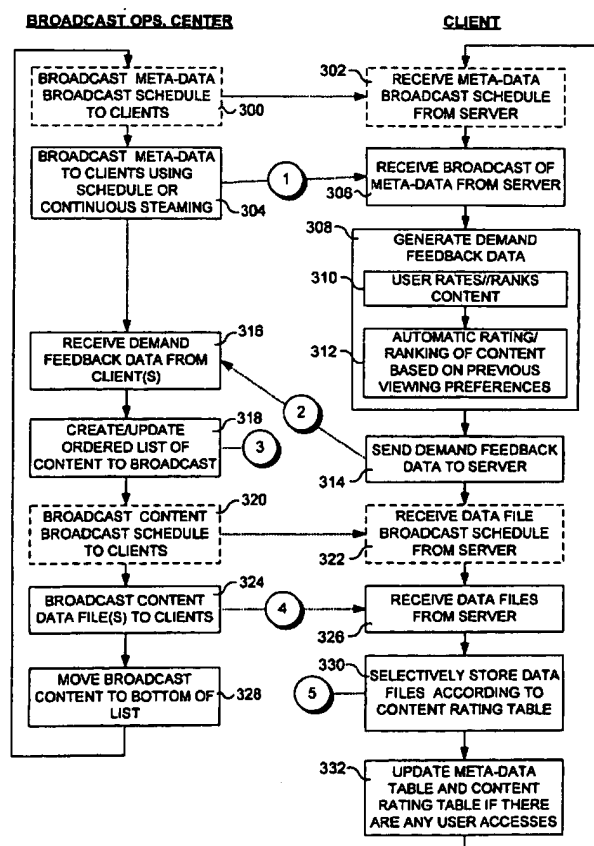 BROADCAST OPS. CENTER
CLIENT
BROADCAST META-DATA
BROADCAST SCHEDULE
TO CLIENTS
300
302
RECEIVE META-DATA
BROADCAST SCHEDULE
FROM SERVER
BROADCAST META-DATA
TO CLIENTS USING
SCHEDULE OR
CONTINUOUS STEAMING
304
1
RECEIVE BROADCAST OF
META-DATA FROM SERVER
306
308
GENERATE DEMAND
FEEDBACK DATA
310
USER RATES//RANKS
CONTENT
312
AUTOMATIC RATING/
RANKING OF CONTENT
BASED ON PREVIOUS
VIEWING PREFERENCES
316
RECEIVE DEMAND
FEEDBACK DATA FROM
CLIENT(S)
2
318
CREATE/UPDATE
ORDERED LIST OF
CONTENT TO BROADCAST
3
SEND DEMAND FEEDBACK
DATA TO SERVER
314
320
BROADCAST CONTENT
BROADCAST SCHEDULE
TO CLIENTS
RECEIVE DATA FILE
BROADCAST SCHEDULE
FROM SERVER
322
324
BROADCAST CONTENT
DATA FILE(S) TO CLIENTS
4
RECEIVE DATA FILES
FROM SERVER
326
MOVE BROADCAST
CONTENT TO BOTTOM OF
LIST
328
330
5
SELECTIVELY STORE DATA
FILES ACCORDING TO
CONTENT RATING TABLE
332
UPDATE META-DATA
TABLE AND CONTENT
RATING TABLE IF THERE
ARE ANY USER ACCESSES